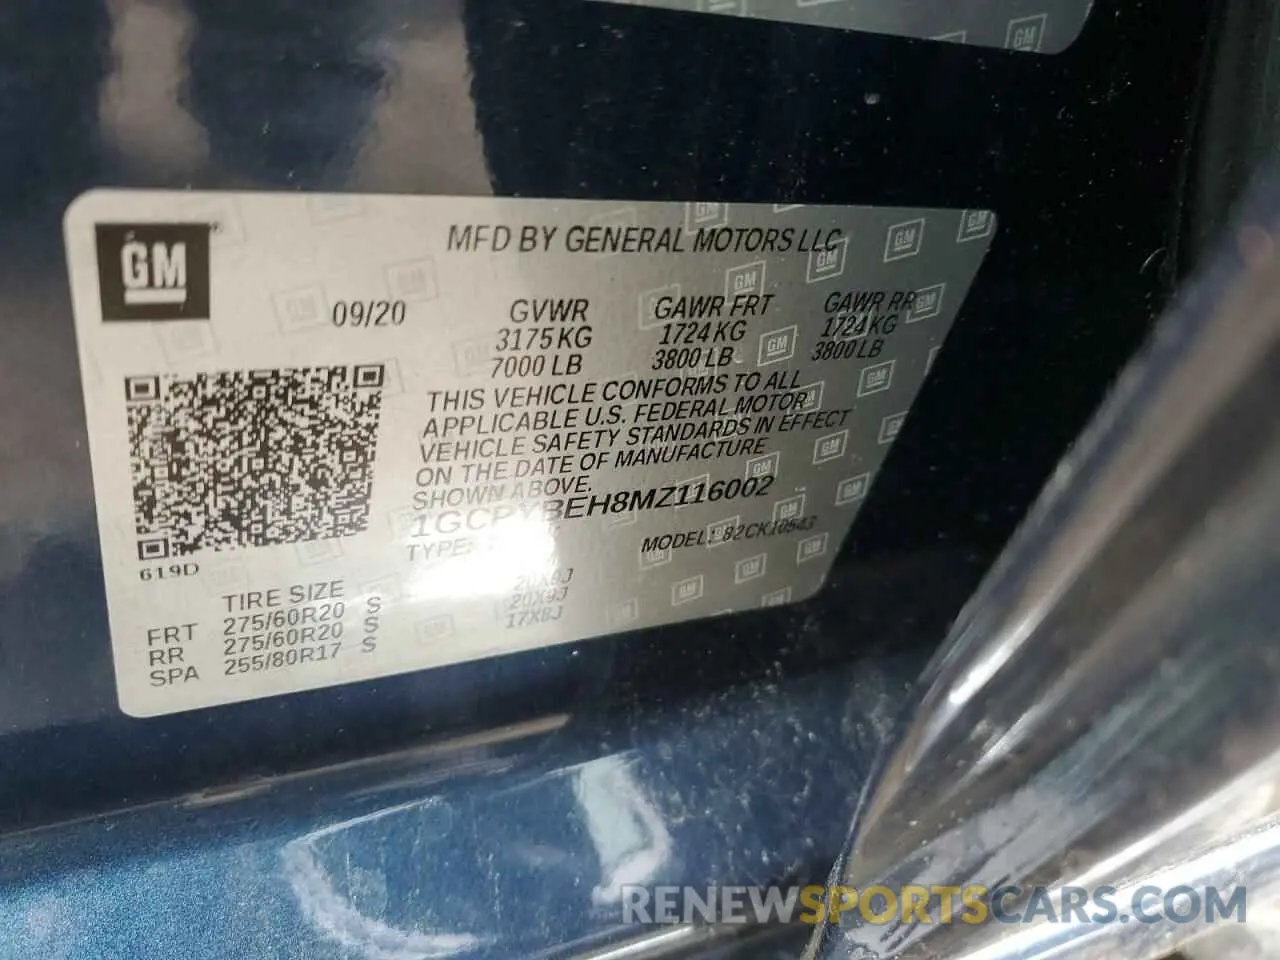 GM
MFD BY GENERAL MOTORS LLC
09/20 GVWR GAWR FRT GAWR RR
3175 KG 1724 KG 1724 KG
7000 LB 3800 LB 3800 LB
THIS VEHICLE CONFORMS TO ALL
APPLICABLE U.S. FEDERAL MOTOR
VEHICLE SAFETY STANDARDS IN EFFECT
ON THE DATE OF MANUFACTURE
SHOWN ABOVE.
1GCPYBEH8MZ116002
TYPE: MODEL: 82CK10543
619D
TIRE SIZE
FRT 275/60R20 S 20X9J
RR 275/60R20 S 20X9J
SPA 255/80R17 S 17X8J
RENEWSPORTSCARS.COM